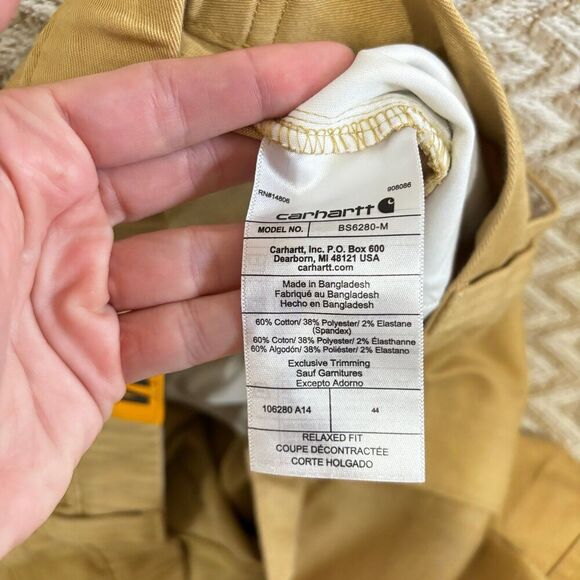 RN#14806 908086
carhartt
MODEL NO. BS6280-M
Carhartt, Inc. P.O. Box 600
Dearborn, MI 48121 USA
carhartt.com
Made in Bangladesh
Fabriqué au Bangladesh
Hecho en Bangladesh
60% Cotton/ 38% Polyester/ 2% Elastane
(Spandex)
60% Coton/ 38% Polyester/ 2% Élasthanne
60% Algodón/ 38% Poliéster/ 2% Elastano
Exclusive Trimming
Sauf Garnitures
Excepto Adorno
106280 A14 44
RELAXED FIT
COUPE DÉCONTRACTÉE
CORTE HOLGADO